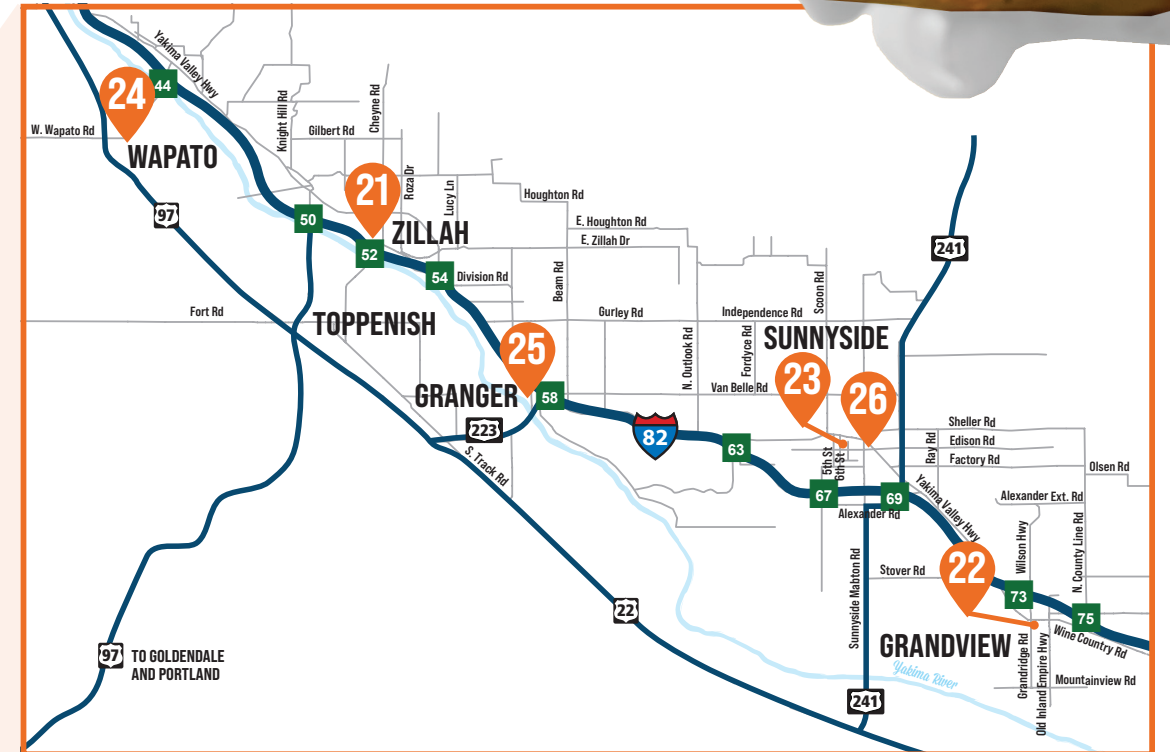 Yakima Valley Hwy
44
24
W. Wapato Rd
WAPATO
97
Knight Hill Rd
Gilbert Rd
Cheyne Rd
Roza Dr
Lucy Ln
21
ZILLAH
50
52
54
Division Rd
Houghton Rd
E. Houghton Rd
E. Zillah Dr
Beam Rd
241
Fort Rd
TOPPENISH
Gurley Rd
Independence Rd
Scoon Rd
N. Outlook Rd
Fordyce Rd
SUNNYSIDE
25
GRANGER
58
Van Belle Rd
23
26
223
82
63
S. Track Rd
5th St
6th St
Sheller Rd
Edison Rd
Factory Rd
Ray Rd
Olsen Rd
67
69
Alexander Rd
Yakima Valley Hwy
Alexander Ext. Rd
Wilson Hwy
N. County Line Rd
Stover Rd
22
73
75
Sunnyside Mabton Rd
22
GRANDVIEW
Wine Country Rd
Grandridge Rd
Old Inland Empire Hwy
Mountainview Rd
Yakima River
97
TO GOLDENDALE
AND PORTLAND
241